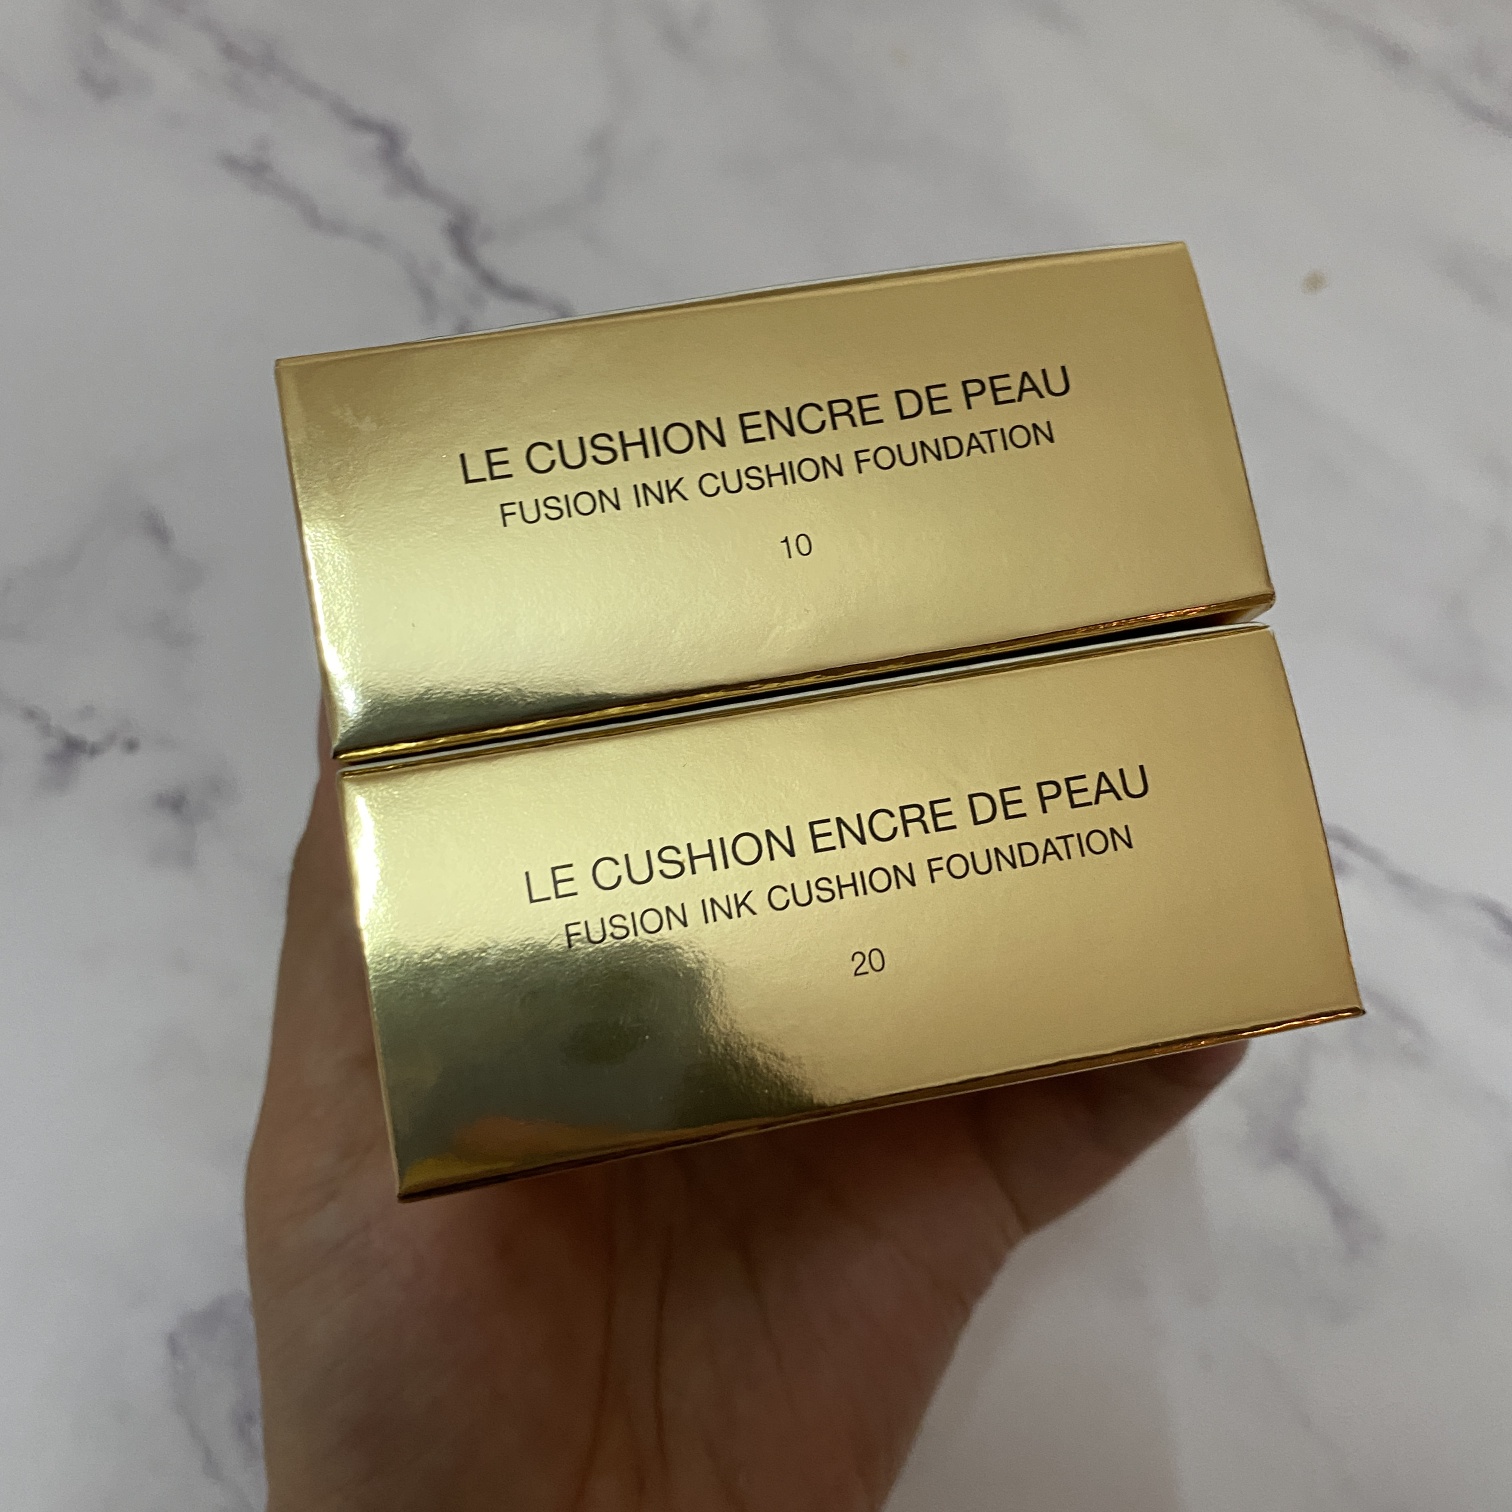 LE CUSHION ENCRE DE PEAU
FUSION INK CUSHION FOUNDATION
10
LE CUSHION ENCRE DE PEAU
FUSION INK CUSHION FOUNDATION
20